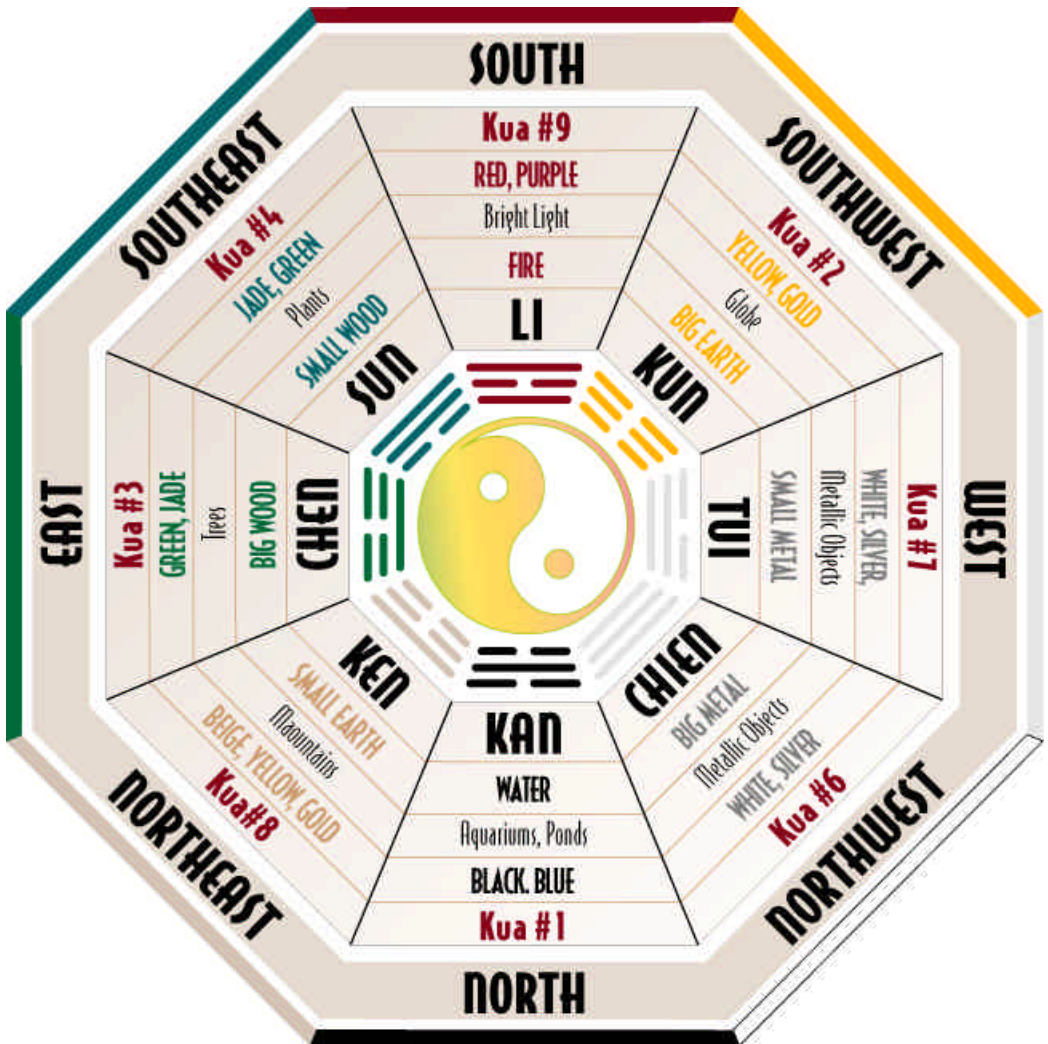 SOUTH
Kua #9
RED, PURPLE
Bright Light
FIRE
LI
SOUTHWEST
Kua #2
YELLOW, GOLD
Globe
BIG EARTH
KUN
WEST
Kua #7
WHITE, SILVER,
Metallic Objects
SMALL METAL
TUI
NORTHWEST
Kua #6
WHITE, SILVER
Metallic Objects
BIG METAL
CHIEN
KAN
WATER
Aquariums, Ponds
BLACK. BLUE
Kua #1
NORTH
NORTHEAST
Kua#8
BEIGE, YELLOW, GOLD
Maountains
SMALL EARTH
KEN
EAST
Kua #3
GREEN, JADE
Trees
BIG WOOD
CHEN
SOUTHEAST
Kua #4
JADE, GREEN
Plants
SMALL WOOD
SUN